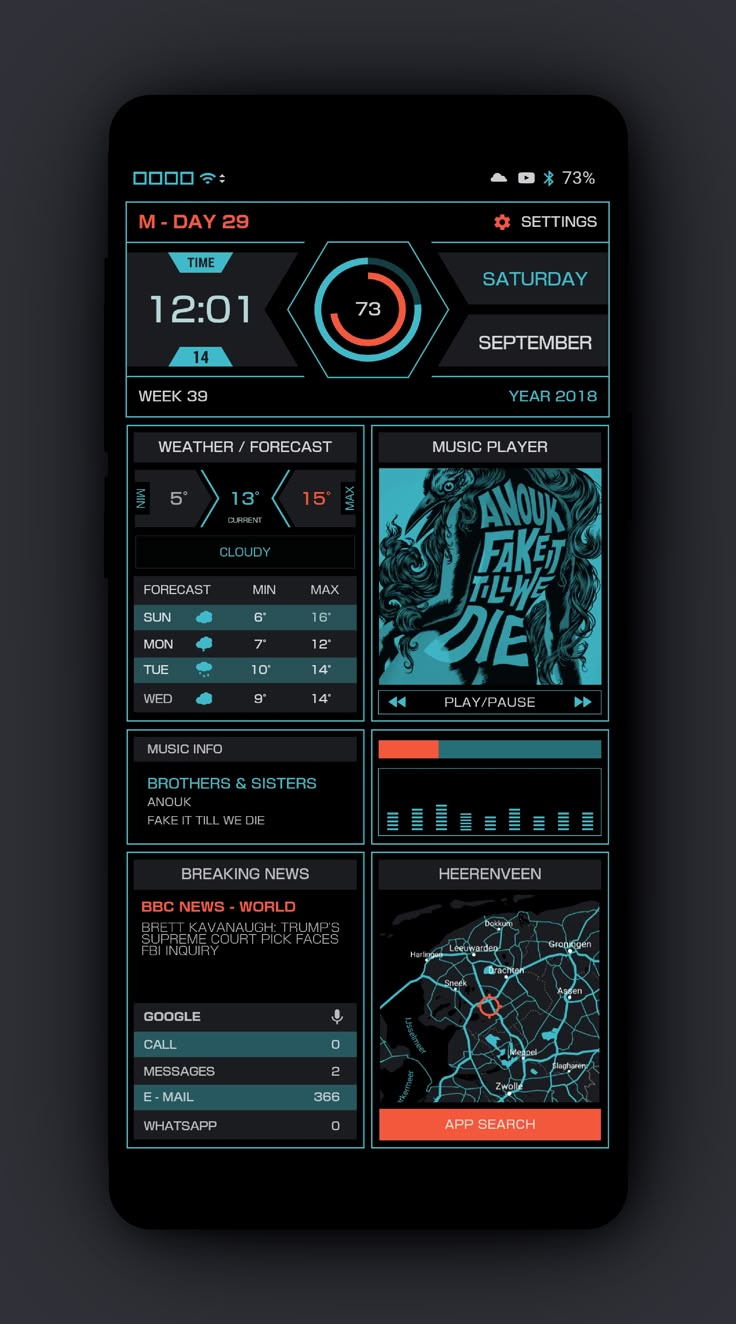 73%
M - DAY 29
SETTINGS
TIME
12:01
14
73
SATURDAY
SEPTEMBER
WEEK 39
YEAR 2018
WEATHER / FORECAST
MIN
5°
13°
CURRENT
15°
MAX
CLOUDY
FORECAST MIN MAX
SUN 6° 16°
MON 7° 12°
TUE 10° 14°
WED 9° 14°
MUSIC PLAYER
ANOUK
FAKE IT
TILL WE
DIE
PLAY/PAUSE
MUSIC INFO
BROTHERS & SISTERS
ANOUK
FAKE IT TILL WE DIE
BREAKING NEWS
BBC NEWS - WORLD
BRETT KAVANAUGH: TRUMP'S
SUPREME COURT PICK FACES
FBI INQUIRY
GOOGLE
CALL 0
MESSAGES 2
E - MAIL 366
WHATSAPP 0
HEERENVEEN
Dokkum
Leeuwarden
Groningen
Harlingen
Drachten
Sneek
Assen
IJsselmeer
Meppel
Slagharen
rkermeer
Zwolle
APP SEARCH